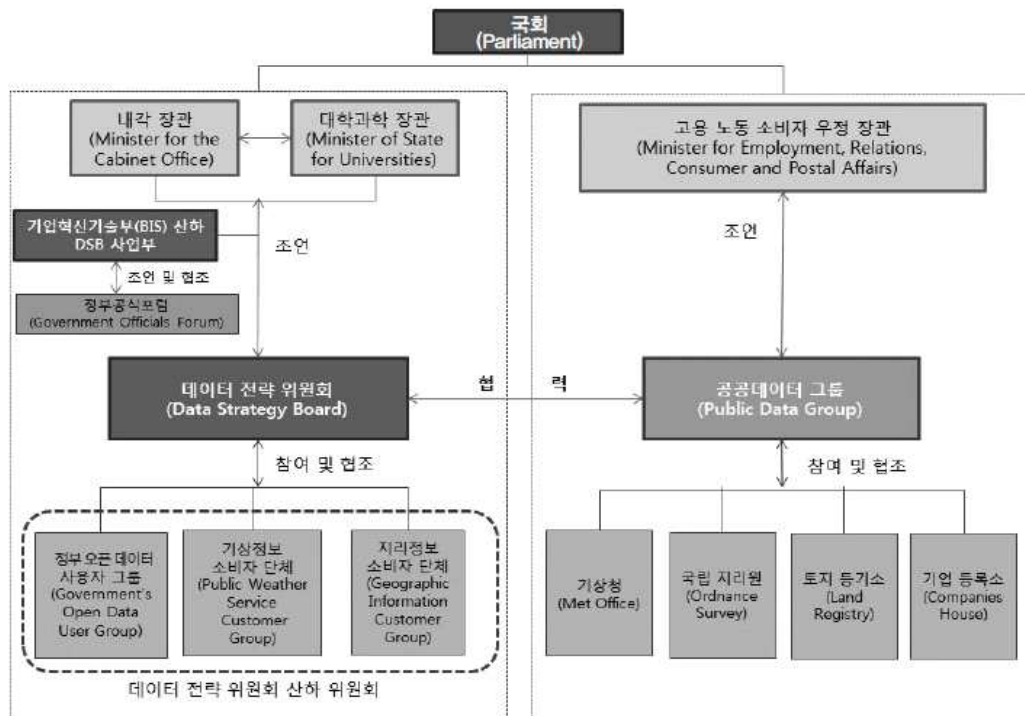 국회
(Parliament)
내각 장관
(Minister for the
Cabinet Office)
대학과학 장관
(Minister of State
for Universities)
고용 노동 소비자 우정 장관
(Minister for Employment, Relations,
Consumer and Postal Affairs)
기업혁신기술부(BIS) 산하
DSB 사업부
조언
조언
조언 및 협조
정부공식포럼
(Government Officials Forum)
데이터 전략 위원회
(Data Strategy Board)
협 력
공공데이터 그룹
(Public Data Group)
참여 및 협조
참여 및 협조
정부 오픈 데이터
사용자 그룹
(Government's
Open Data
User Group)
기상정보
소비자 단체
(Public Weather
Service
Customer
Group)
지리정보
소비자 단체
(Geographic
Information
Customer
Group)
기상청
(Met Office)
국립 지리원
(Ordnance
Survey)
토지 등기소
(Land
Registry)
기업 등록소
(Companies
House)
데이터 전략 위원회 산하 위원회